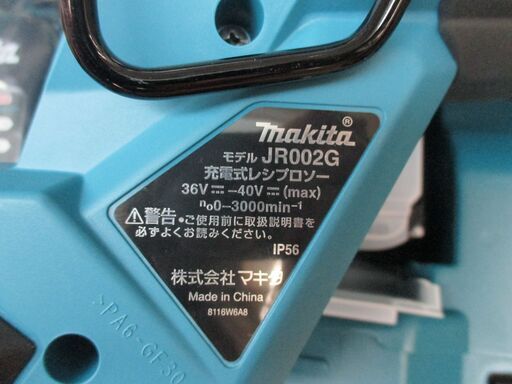 makita®
モデル JR002G
充電式レシプロソー
36V⎓–40V⎓(max)
n₀0–3000min⁻¹
⚠警告・ご使用前に取扱説明書を
必ずよくお読みください。
IP56
株式会社マキタ
Made in China
8116W6A8
>PA6-GF30